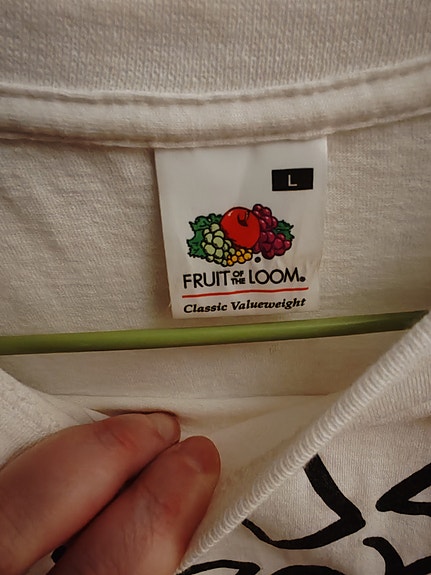 L
FRUIT OF THE LOOM®
Classic Valueweight